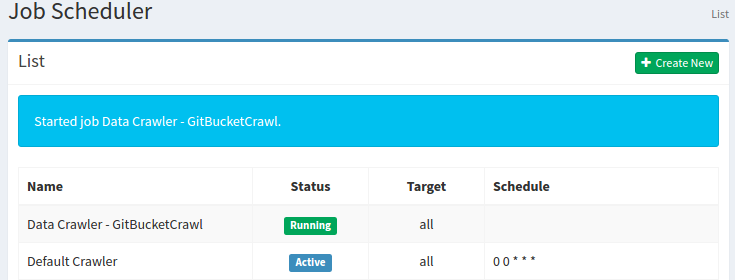 Job Scheduler
List
List
Create New
Started job Data Crawler - GitBucketCrawl.
Name Status Target Schedule
Data Crawler - GitBucketCrawl Running all
Default Crawler Active all 0 0 * * *